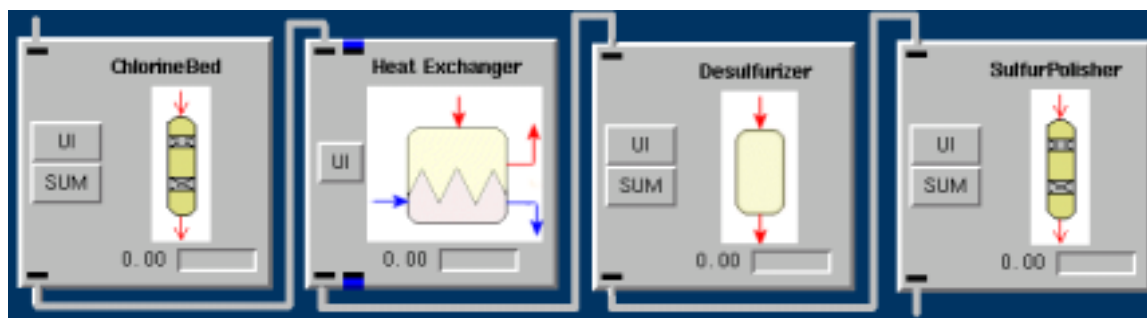 ChlorineBed
UI
SUM
0.00
Heat Exchanger
UI
0.00
Desulfurizer
UI
SUM
0.00
SulfurPolisher
UI
SUM
0.00